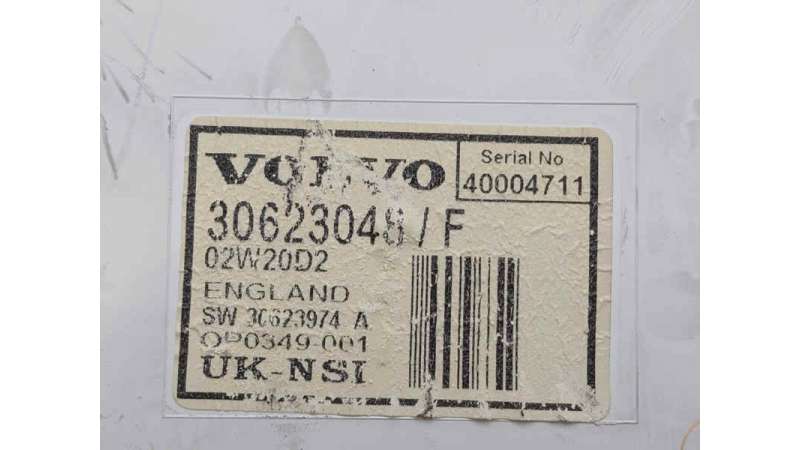 VOLVO
Serial No
40004711
30623048 / F
02W20D2
ENGLAND
SW 30623974 A
OP0349-001
UK-NSI